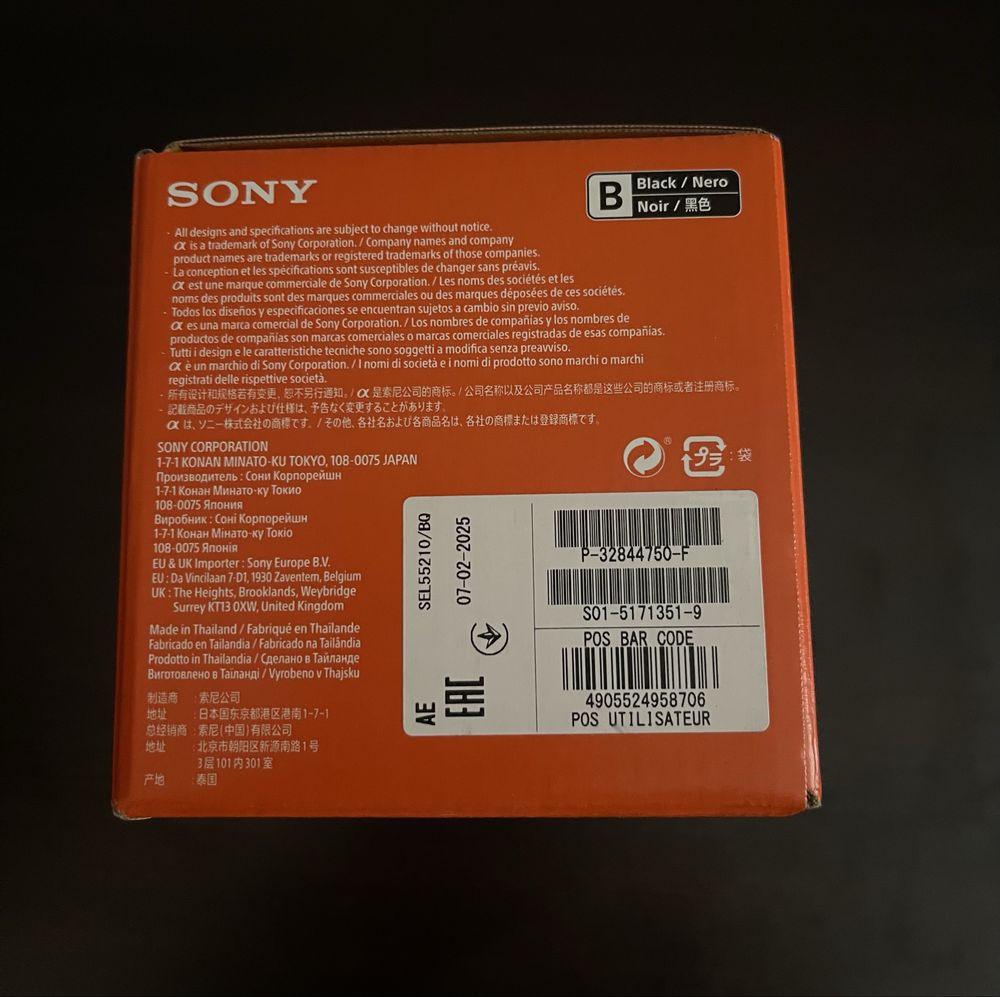 SONY
B Black / Nero
Noir / 黑色
- All designs and specifications are subject to change without notice.
α is a trademark of Sony Corporation. / Company names and company
product names are trademarks or registered trademarks of those companies.
- La conception et les spécifications sont susceptibles de changer sans préavis.
α est une marque commerciale de Sony Corporation. / Les noms des sociétés et les
noms des produits sont des marques commerciales ou des marques déposées de ces sociétés.
- Todos los diseños y especificaciones se encuentran sujetos a cambio sin previo aviso.
α es una marca comercial de Sony Corporation. / Los nombres de compañías y los nombres de
productos de compañías son marcas comerciales o marcas comerciales registradas de esas compañías.
- Tutti i design e le caratteristiche tecniche sono soggetti a modifica senza preavviso.
α è un marchio di Sony Corporation. / I nomi di società e i nomi di prodotto sono marchi o marchi
registrati delle rispettive società.
- 所有设计和规格若有变更，恕不另行通知。/ α 是索尼公司的商标。/ 公司名称以及公司产品名称都是这些公司的商标或者注册商标。
- 記載商品のデザインおよび仕様は、予告なく変更することがあります。
α は、ソニー株式会社の商標です。/ その他、各社名および各商品名は、各社の商標または登録商標です。
SONY CORPORATION
1-7-1 KONAN MINATO-KU TOKYO, 108-0075 JAPAN
Производитель : Сони Корпорейшн
1-7-1 Конан Минато-ку Токио
108-0075 Япония
Виробник : Соні Корпорейшн
1-7-1 Конан Мінато-ку Токіо
108-0075 Японія
EU & UK Importer : Sony Europe B.V.
EU : Da Vincilaan 7-D1, 1930 Zaventem, Belgium
UK : The Heights, Brooklands, Weybridge
Surrey KT13 0XW, United Kingdom
Made in Thailand / Fabriqué en Thaïlande
Fabricado en Tailandia / Fabricado na Tailândia
Prodotto in Thailandia / Сделано в Тайланде
Виготовлено в Таїланді / Vyrobeno v Thajsku
制造商 : 索尼公司
地址 : 日本国东京都港区港南1-7-1
总经销商 : 索尼(中国)有限公司
地址 : 北京市朝阳区新源南路1号
3层101内301室
产地 : 泰国
®
プラ : 袋
SEL55210/BQ
07-02-2025
AE
EAC
P-32844750-F
S01-5171351-9
POS BAR CODE
4905524958706
POS UTILISATEUR